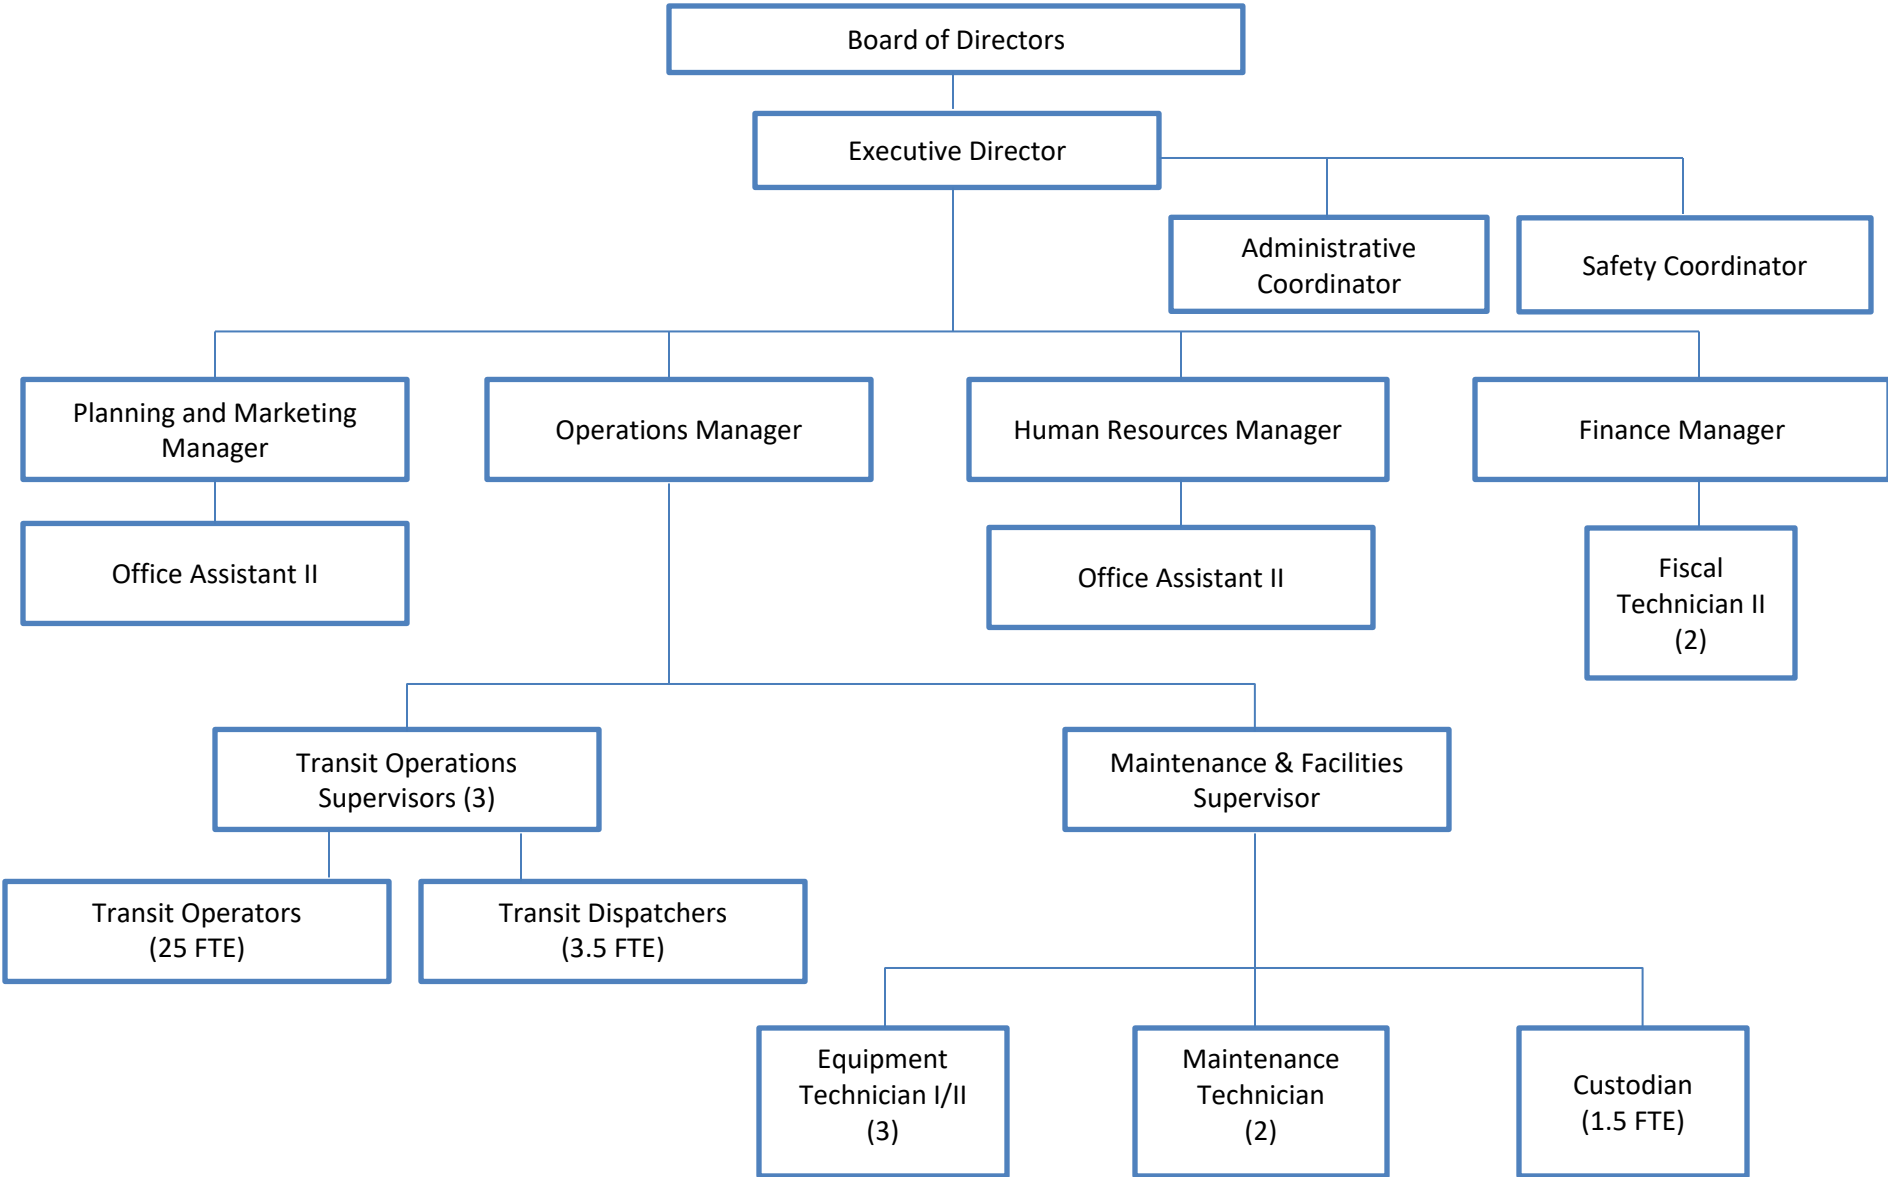 Board of Directors
Executive Director
Administrative
Coordinator
Safety Coordinator
Planning and Marketing
Manager
Operations Manager
Human Resources Manager
Finance Manager
Office Assistant II
Office Assistant II
Fiscal
Technician II
(2)
Transit Operations
Supervisors (3)
Maintenance & Facilities
Supervisor
Transit Operators
(25 FTE)
Transit Dispatchers
(3.5 FTE)
Equipment
Technician I/II
(3)
Maintenance
Technician
(2)
Custodian
(1.5 FTE)